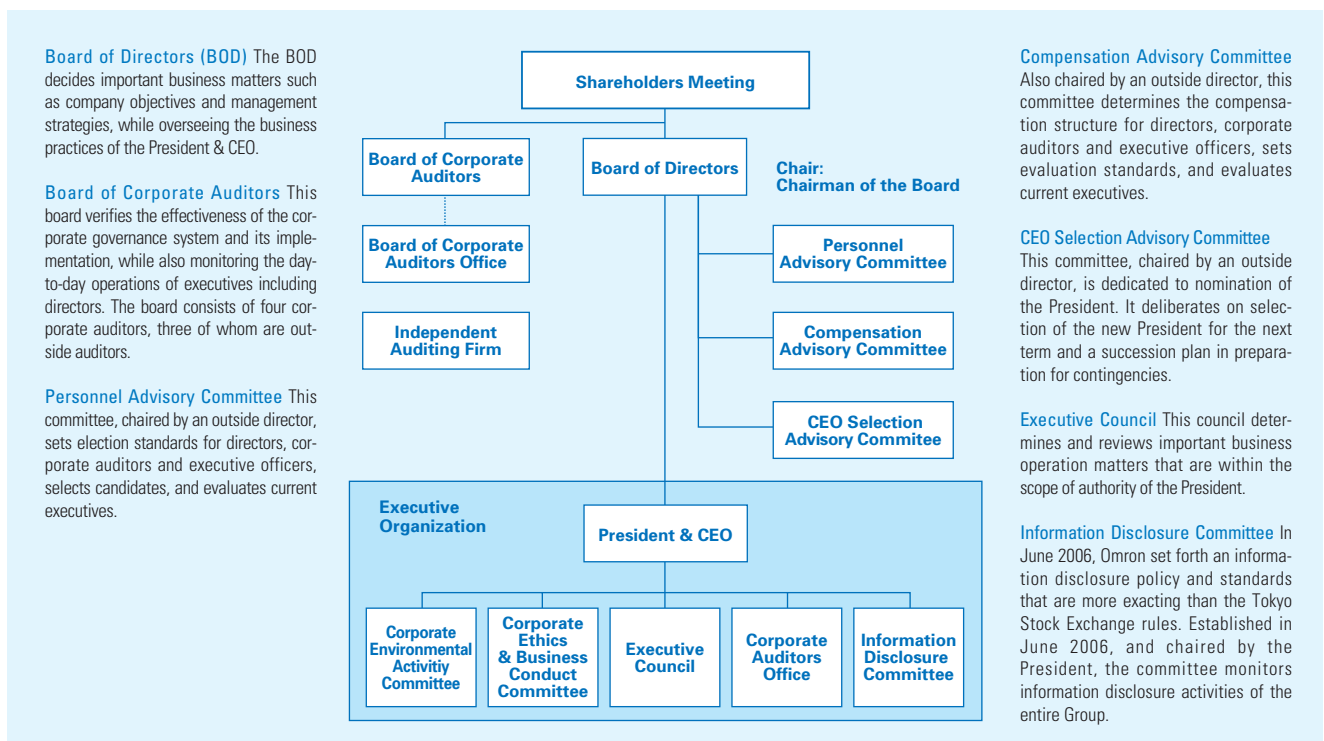 Board of Directors (BOD) The BOD
decides important business matters such
as company objectives and management
strategies, while overseeing the business
practices of the President & CEO.
Board of Corporate Auditors This
board verifies the effectiveness of the cor-
porate governance system and its imple-
mentation, while also monitoring the day-
to-day operations of executives including
directors. The board consists of four cor-
porate auditors, three of whom are out-
side auditors.
Personnel Advisory Committee This
committee, chaired by an outside director,
sets election standards for directors, cor-
porate auditors and executive officers,
selects candidates, and evaluates current
executives.
Shareholders Meeting
Board of Corporate
Auditors
Board of Directors
Chair:
Chairman of the Board
Board of Corporate
Auditors Office
Personnel
Advisory Committee
Independent
Auditing Firm
Compensation
Advisory Committee
CEO Selection
Advisory Commitee
Executive
Organization
President & CEO
Corporate
Environmental
Activitiy
Committee
Corporate
Ethics
& Business
Conduct
Committee
Executive
Council
Corporate
Auditors
Office
Information
Disclosure
Committee
Compensation Advisory Committee
Also chaired by an outside director, this
committee determines the compensa-
tion structure for directors, corporate
auditors and executive officers, sets
evaluation standards, and evaluates
current executives.
CEO Selection Advisory Committee
This committee, chaired by an outside
director, is dedicated to nomination of
the President. It deliberates on selec-
tion of the new President for the next
term and a succession plan in prepara-
tion for contingencies.
Executive Council This council deter-
mines and reviews important business
operation matters that are within the
scope of authority of the President.
Information Disclosure Committee In
June 2006, Omron set forth an informa-
tion disclosure policy and standards
that are more exacting than the Tokyo
Stock Exchange rules. Established in
June 2006, and chaired by the
President, the committee monitors
information disclosure activities of the
entire Group.